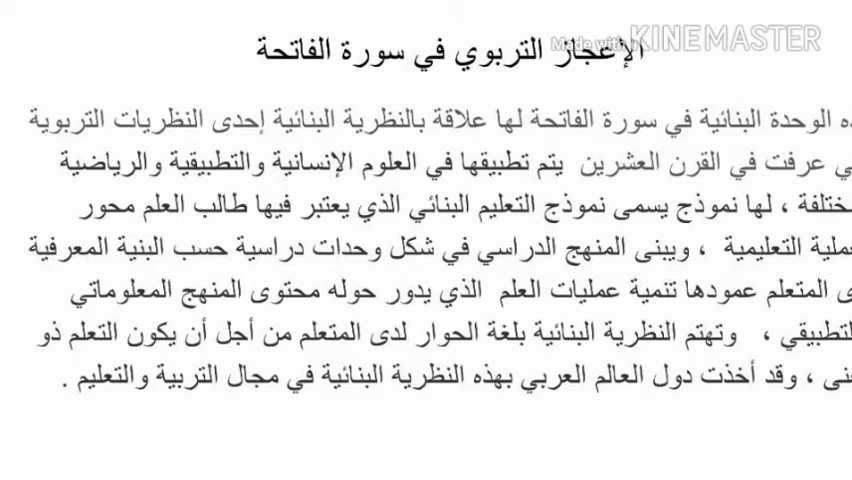 Made with KINEMASTER
الإعجاز التربوي في سورة الفاتحة
الوحدة البنائية في سورة الفاتحة لها علاقة بالنظرية البنائية إحدى النظريات التربوية
عرفت في القرن العشرين يتم تطبيقها في العلوم الإنسانية والتطبيقية والرياضية
، لها نموذج يسمى نموذج التعليم البنائي الذي يعتبر فيها طالب العلم محور
التعليمية ، ويبنى المنهج الدراسي في شكل وحدات دراسية حسب البنية المعرفية
المتعلم عمودها تنمية عمليات العلم الذي يدور حوله محتوى المنهج المعلوماتي
، وتهتم النظرية البنائية بلغة الحوار لدى المتعلم من أجل أن يكون التعلم ذو
، وقد أخذت دول العالم العربي بهذه النظرية البنائية في مجال التربية والتعليم .